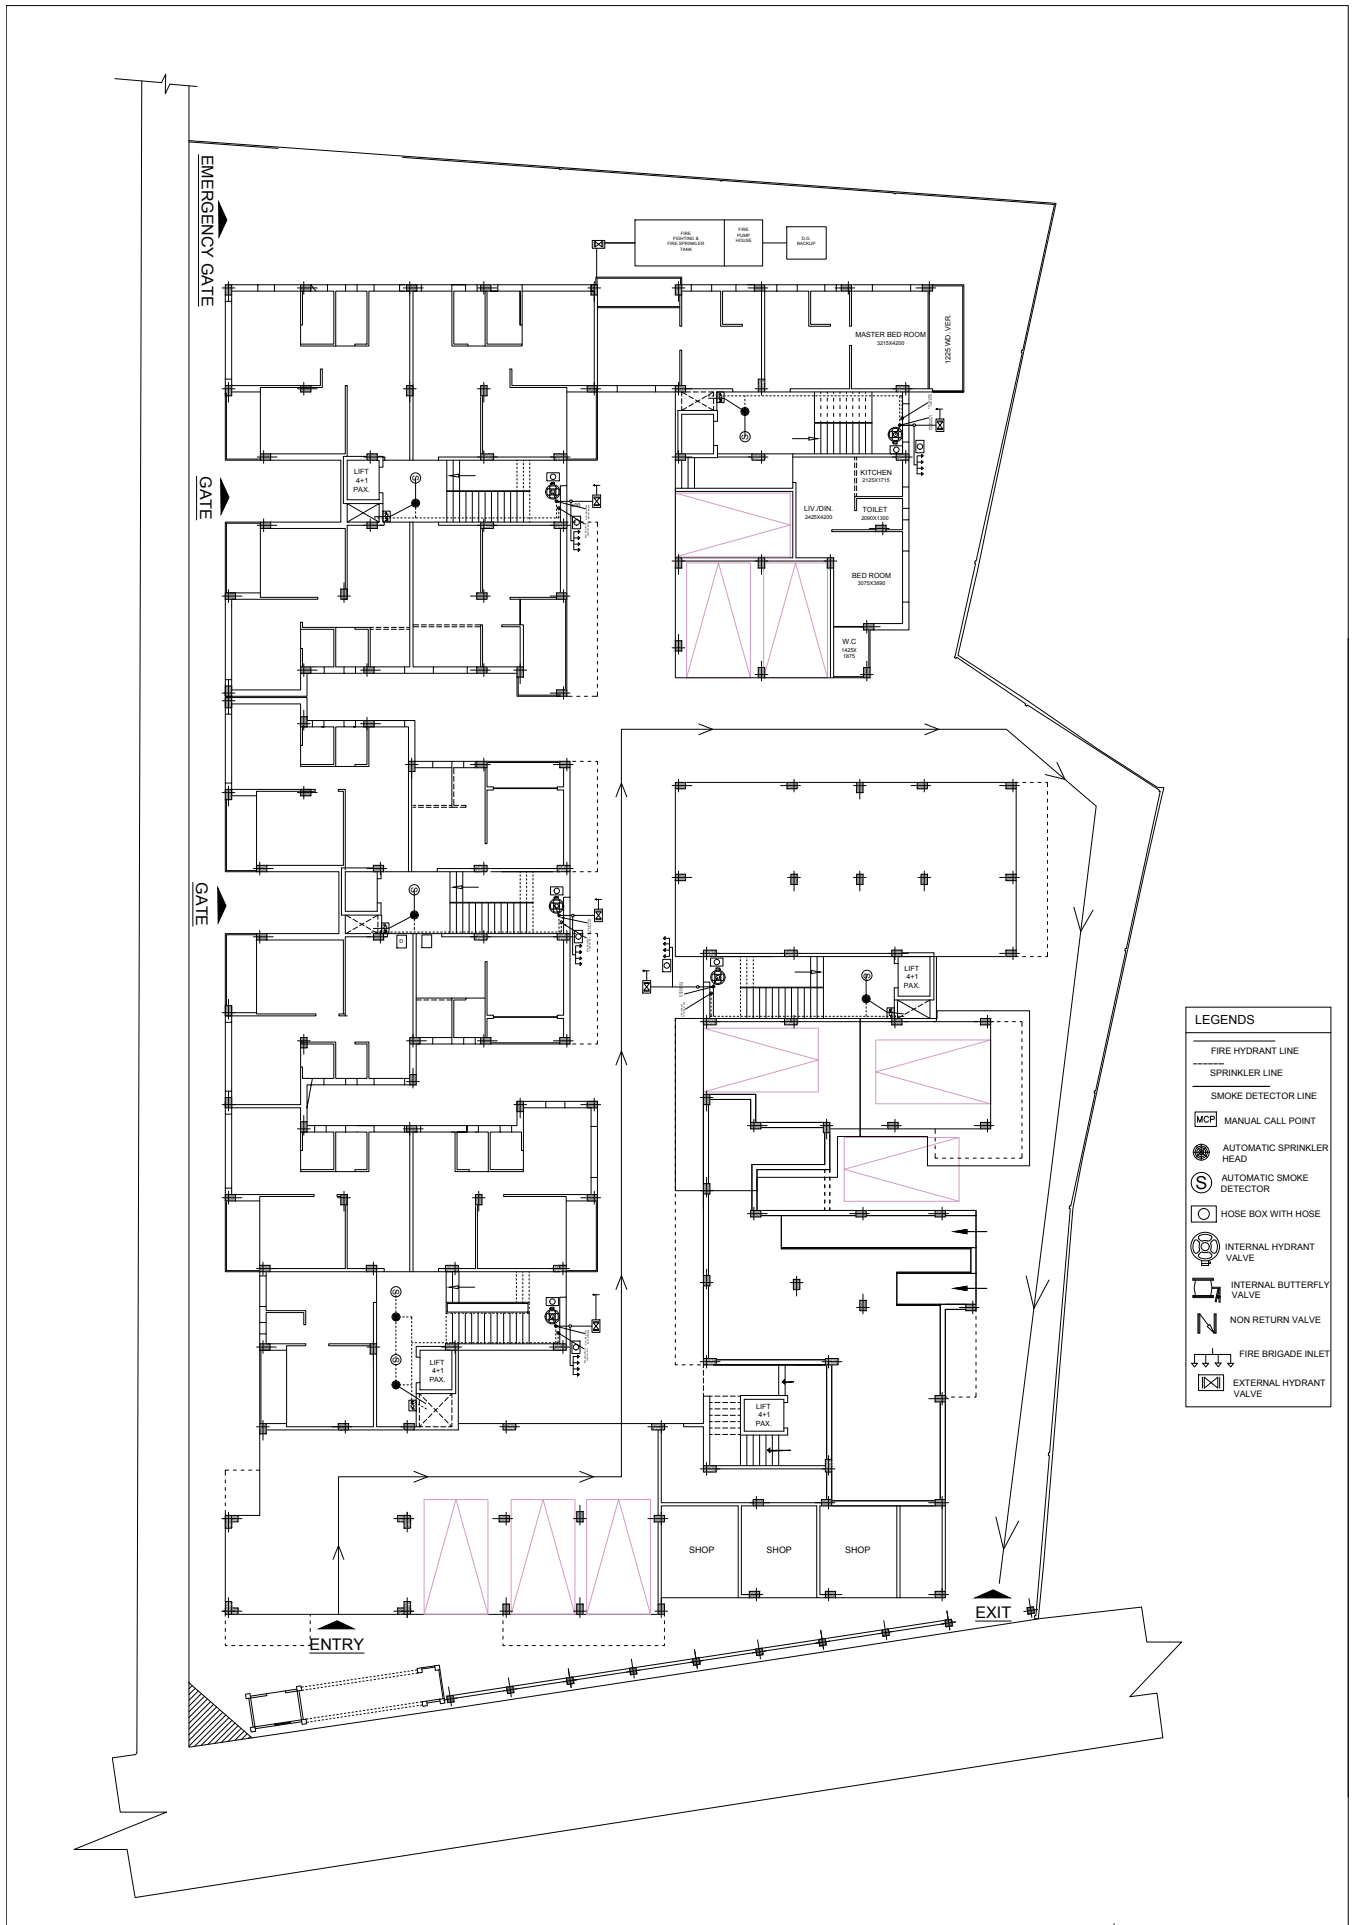 EMERGENCY GATE
FIRE
FIGHTING &
FIRE SPRINKLER
TANK
FIRE
PUMP
HOUSE
D.G.
BACKUP
MASTER BED ROOM
3215X4200
1225 WD. VER.
GATE
LIFT
4+1
PAX.
S
S
KITCHEN
2125X1715
LIV./DIN.
2425X4200
TOILET
2090X1300
BED ROOM
3075X3890
W.C
1425X
1875
GATE
S
D
S
LIFT
4+1
PAX.
LEGENDS
FIRE HYDRANT LINE
SPRINKLER LINE
SMOKE DETECTOR LINE
MCP
MANUAL CALL POINT
AUTOMATIC SPRINKLER
HEAD
S
AUTOMATIC SMOKE
DETECTOR
HOSE BOX WITH HOSE
INTERNAL HYDRANT
VALVE
INTERNAL BUTTERFLY
VALVE
NON RETURN VALVE
FIRE BRIGADE INLET
EXTERNAL HYDRANT
VALVE
S
S
LIFT
4+1
PAX.
LIFT
4+1
PAX.
SHOP
SHOP
SHOP
EXIT
ENTRY